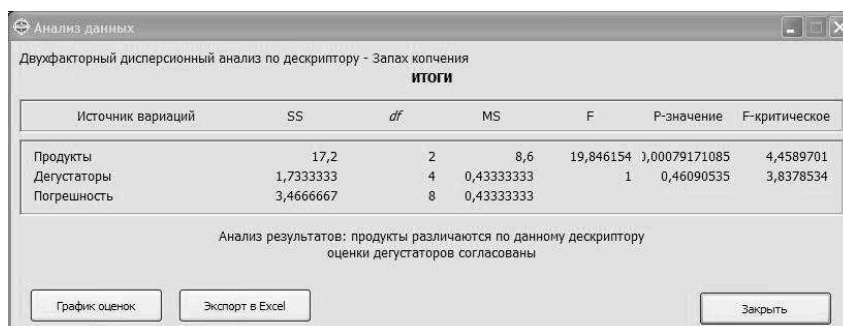 Анализ данных
Двухфакторный дисперсионный анализ по дескриптору - Запах копчения
ИТОГИ
Источник вариаций SS df MS F P-значение F-критическое
Продукты 17,2 2 8,6 19,846154 ),00079171085 4,4589701
Дегустаторы 1,7333333 4 0,43333333 1 0,46090535 3,8378534
Погрешность 3,4666667 8 0,43333333
Анализ результатов: продукты различаются по данному дескриптору
оценки дегустаторов согласованы
График оценок Экспорт в Excel Закрыть